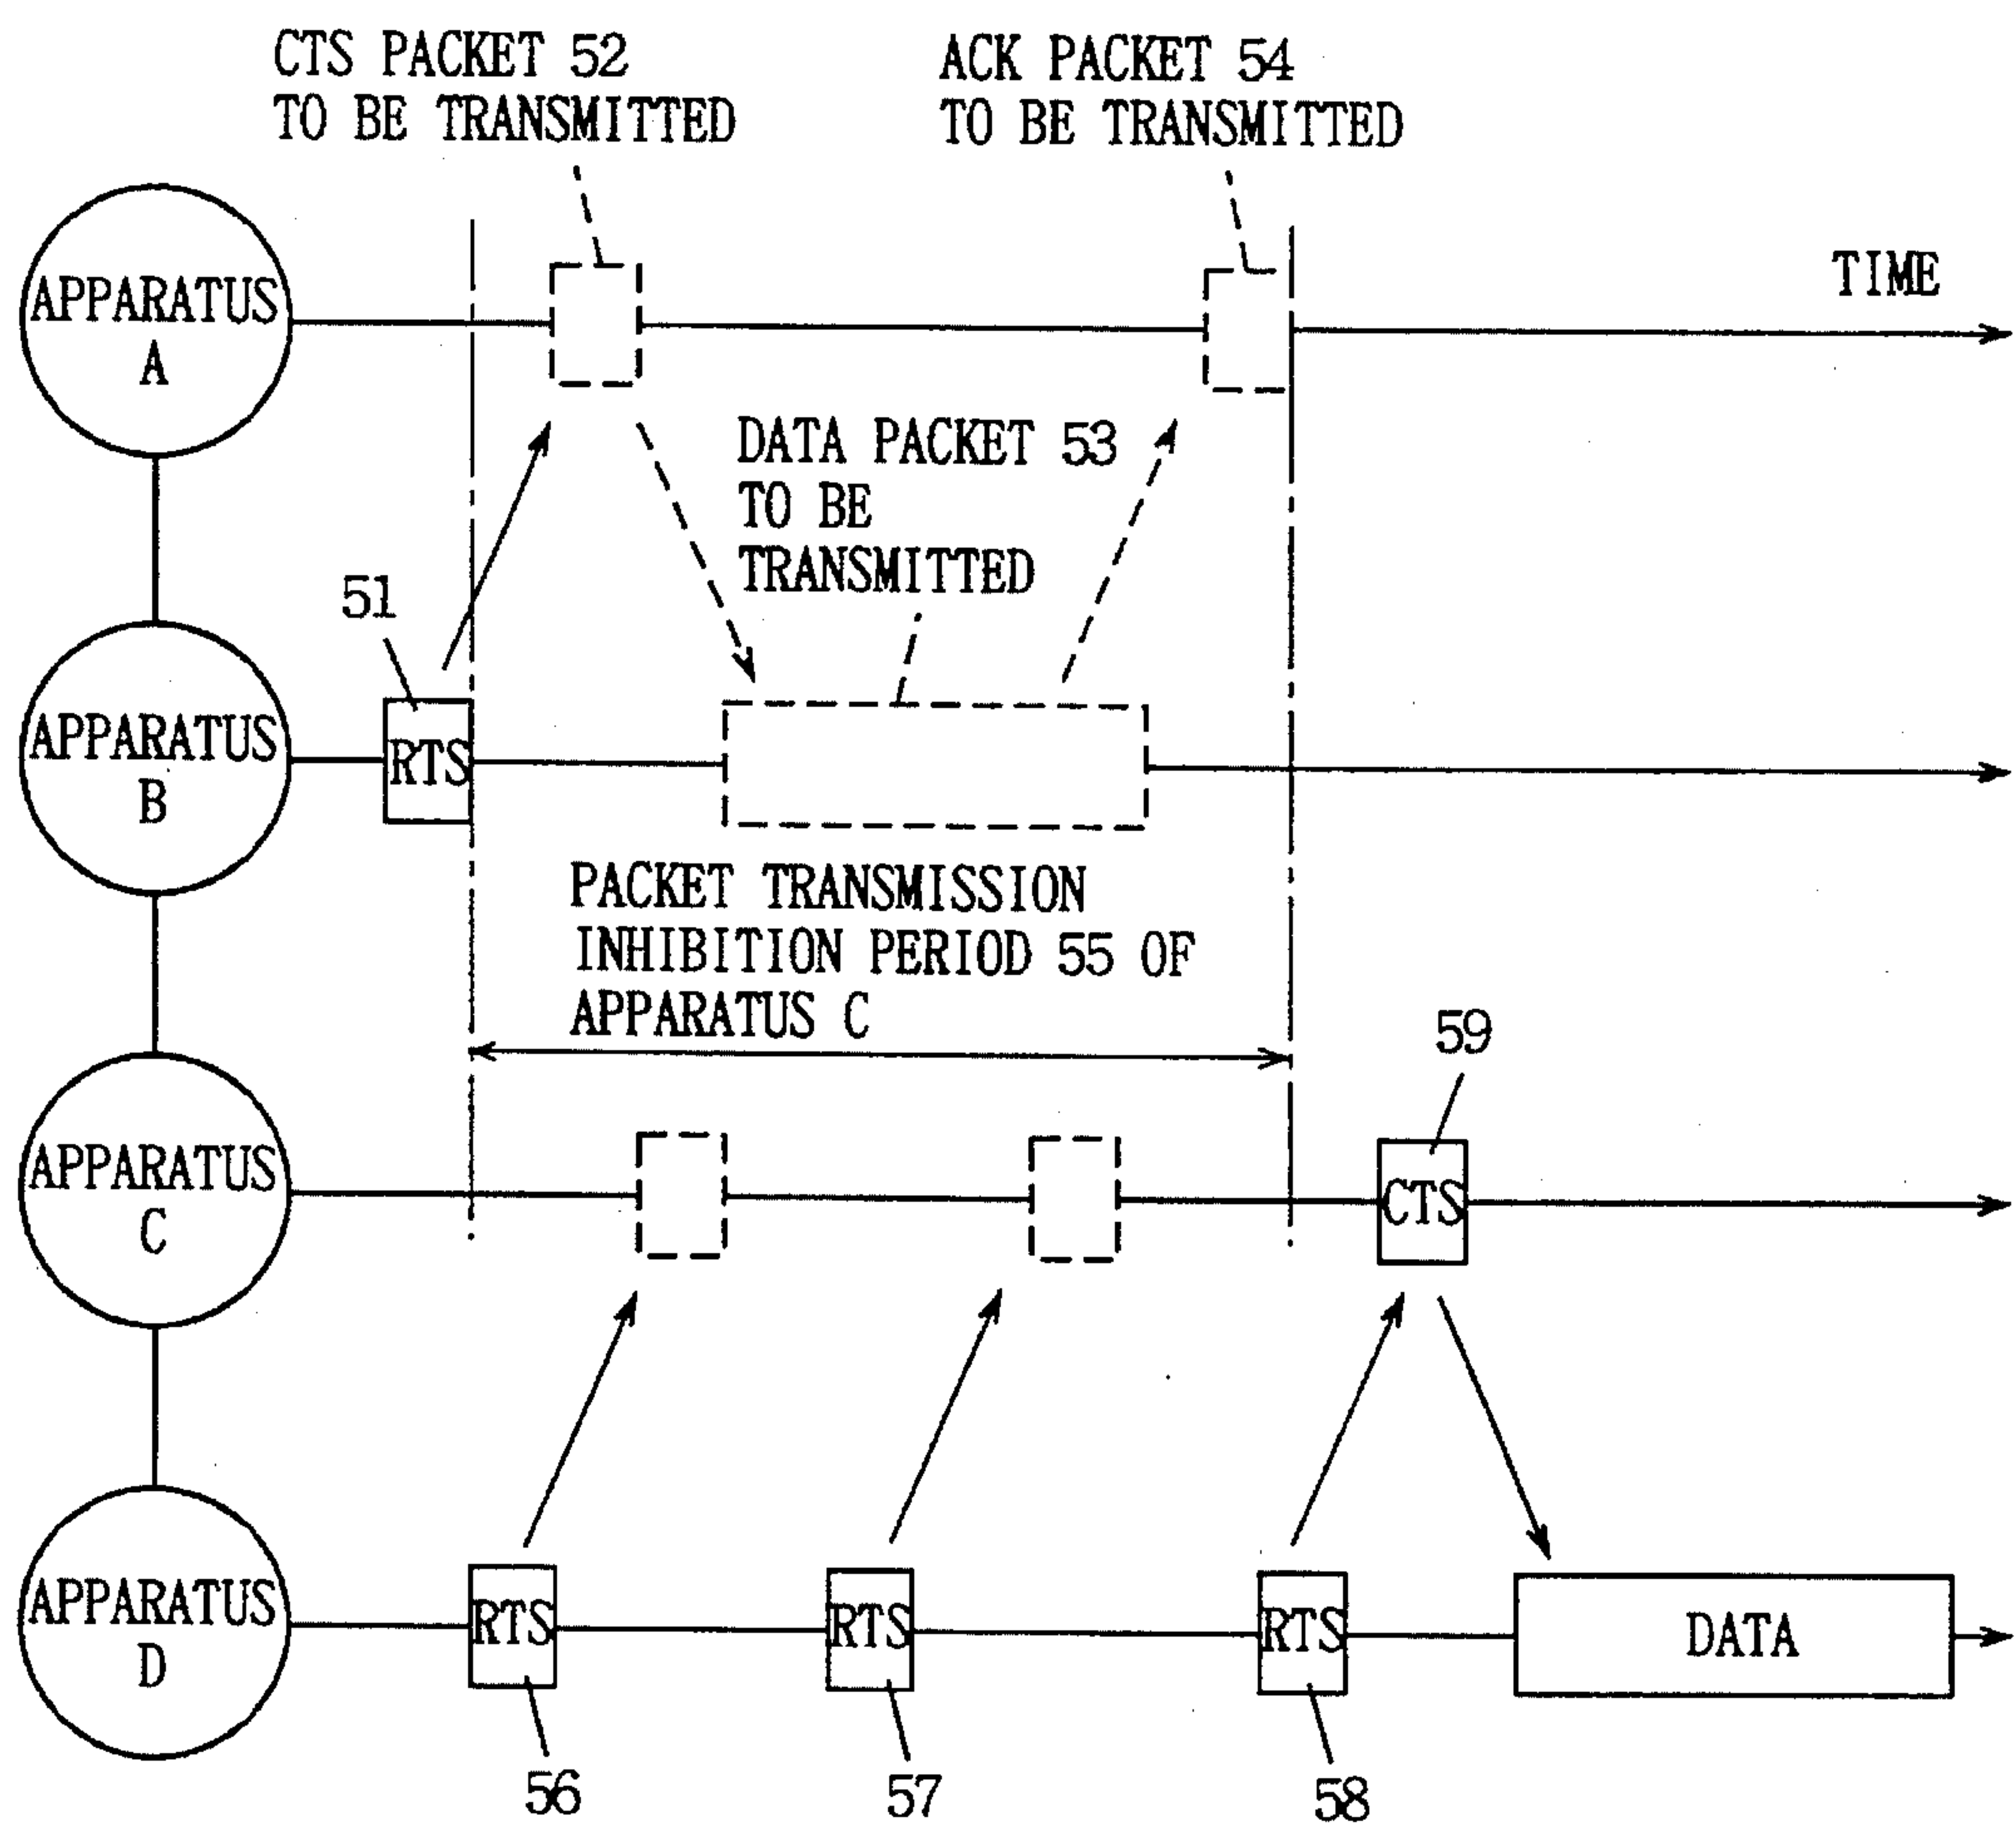 CTS PACKET 52
TO BE TRANSMITTED
ACK PACKET 54
TO BE TRANSMITTED
TIME
APPARATUS
A
DATA PACKET 53
TO BE
TRANSMITTED
51
APPARATUS
B
RTS
PACKET TRANSMISSION
INHIBITION PERIOD 55 OF
APPARATUS C
59
APPARATUS
C
CTS
APPARATUS
D
RTS
RTS
RTS
DATA
56
57
58